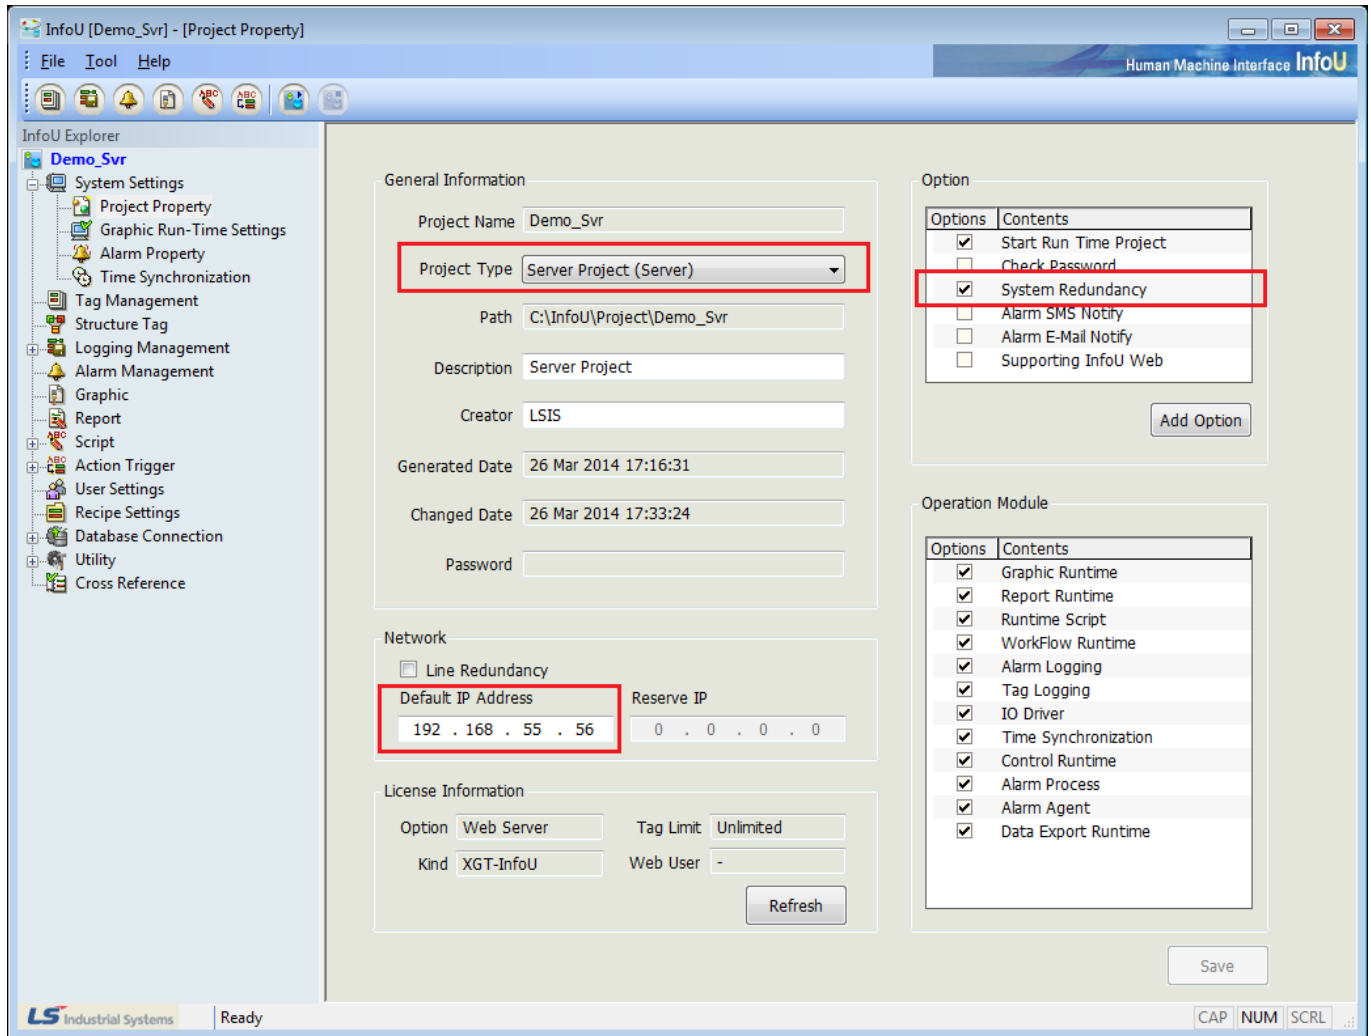 InfoU [Demo_Svr] - [Project Property]
File Tool Help
Human Machine Interface InfoU
InfoU Explorer
Demo_Svr
System Settings
Project Property
Graphic Run-Time Settings
Alarm Property
Time Synchronization
Tag Management
Structure Tag
Logging Management
Alarm Management
Graphic
Report
Script
Action Trigger
User Settings
Recipe Settings
Database Connection
Utility
Cross Reference
General Information
Project Name Demo_Svr
Project Type Server Project (Server)
Path C:\InfoU\Project\Demo_Svr
Description Server Project
Creator LSIS
Generated Date 26 Mar 2014 17:16:31
Changed Date 26 Mar 2014 17:33:24
Password
Network
Line Redundancy
Default IP Address Reserve IP
192 . 168 . 55 . 56 0 . 0 . 0 . 0
License Information
Option Web Server Tag Limit Unlimited
Kind XGT-InfoU Web User -
Refresh
Option
Options Contents
Start Run Time Project
Check Password
System Redundancy
Alarm SMS Notify
Alarm E-Mail Notify
Supporting InfoU Web
Add Option
Operation Module
Options Contents
Graphic Runtime
Report Runtime
Runtime Script
WorkFlow Runtime
Alarm Logging
Tag Logging
IO Driver
Time Synchronization
Control Runtime
Alarm Process
Alarm Agent
Data Export Runtime
Save
LS Industrial Systems Ready CAP NUM SCRL